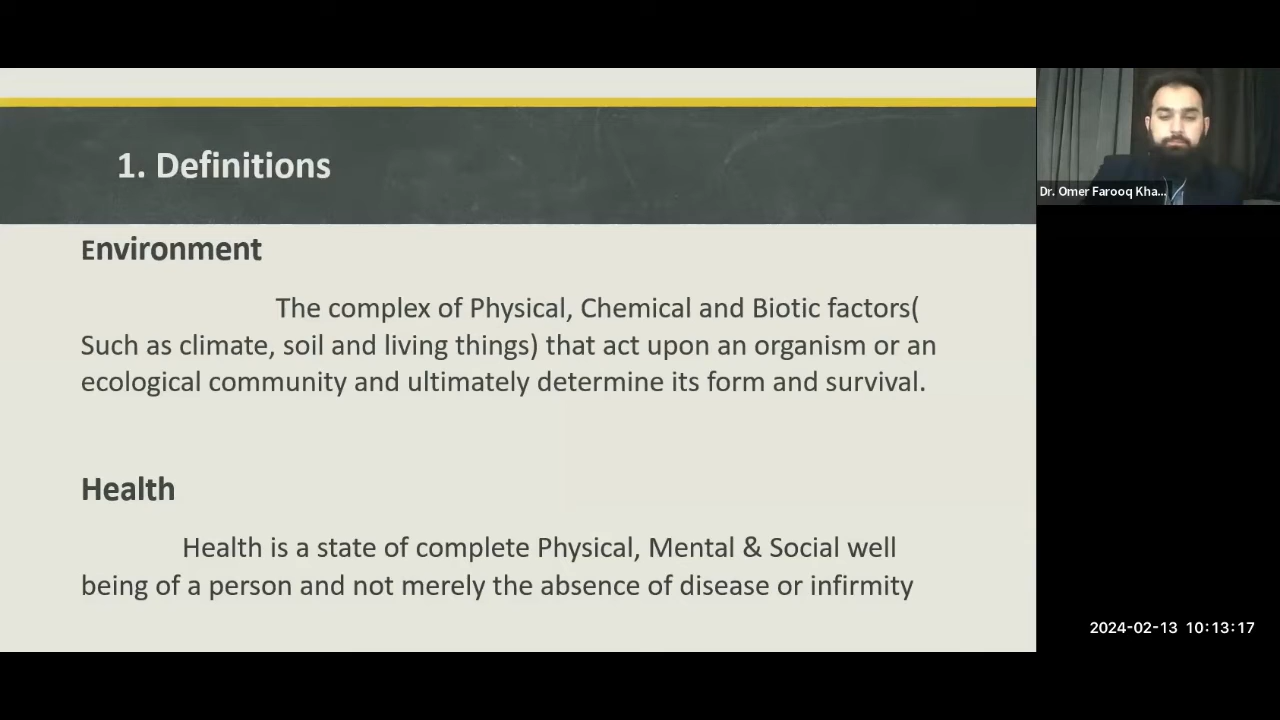 1. Definitions
Environment
The complex of Physical, Chemical and Biotic factors(
Such as climate, soil and living things) that act upon an organism or an
ecological community and ultimately determine its form and survival.
Health
Health is a state of complete Physical, Mental & Social well
being of a person and not merely the absence of disease or infirmity
Dr. Omer Farooq Kha...
2024-02-13 10:13:17